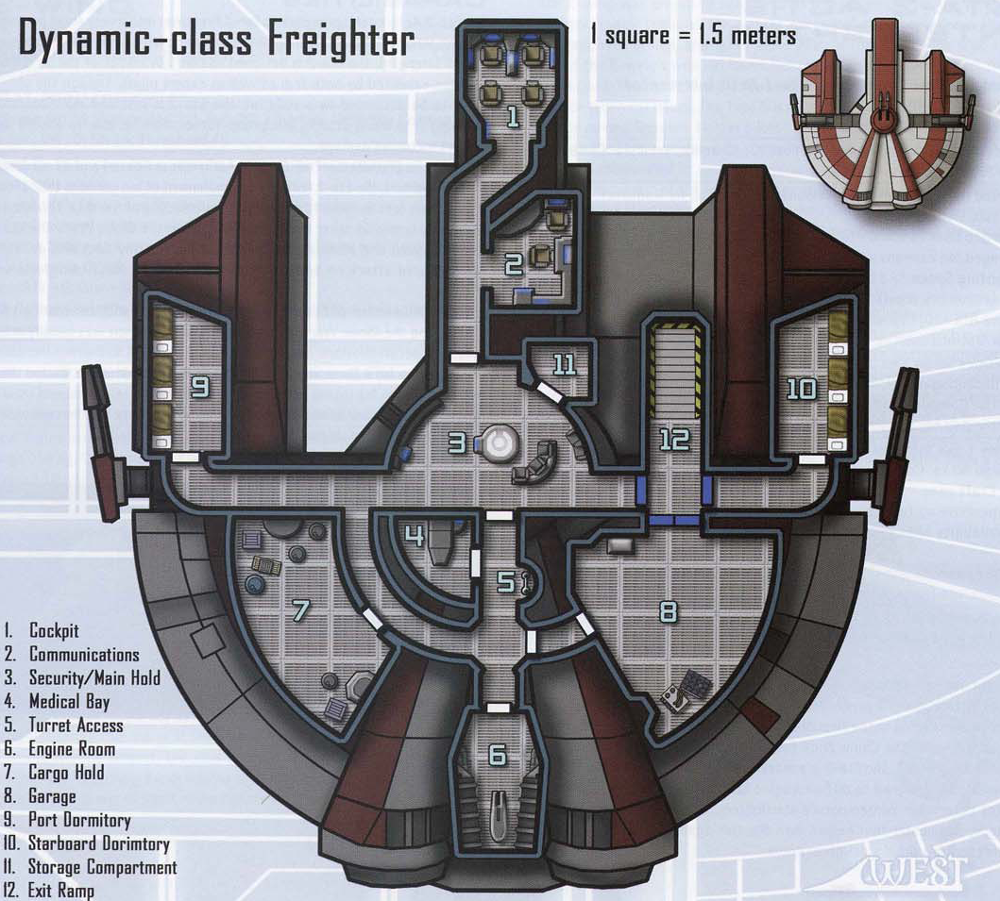 Dynamic-class Freighter
1 square = 1.5 meters
1
2
11
9
10
3
12
4
5
7
8
6
1. Cockpit
2. Communications
3. Security/Main Hold
4. Medical Bay
5. Turret Access
6. Engine Room
7. Cargo Hold
8. Garage
9. Port Dormitory
10. Starboard Dorimtory
11. Storage Compartment
12. Exit Ramp
WEST